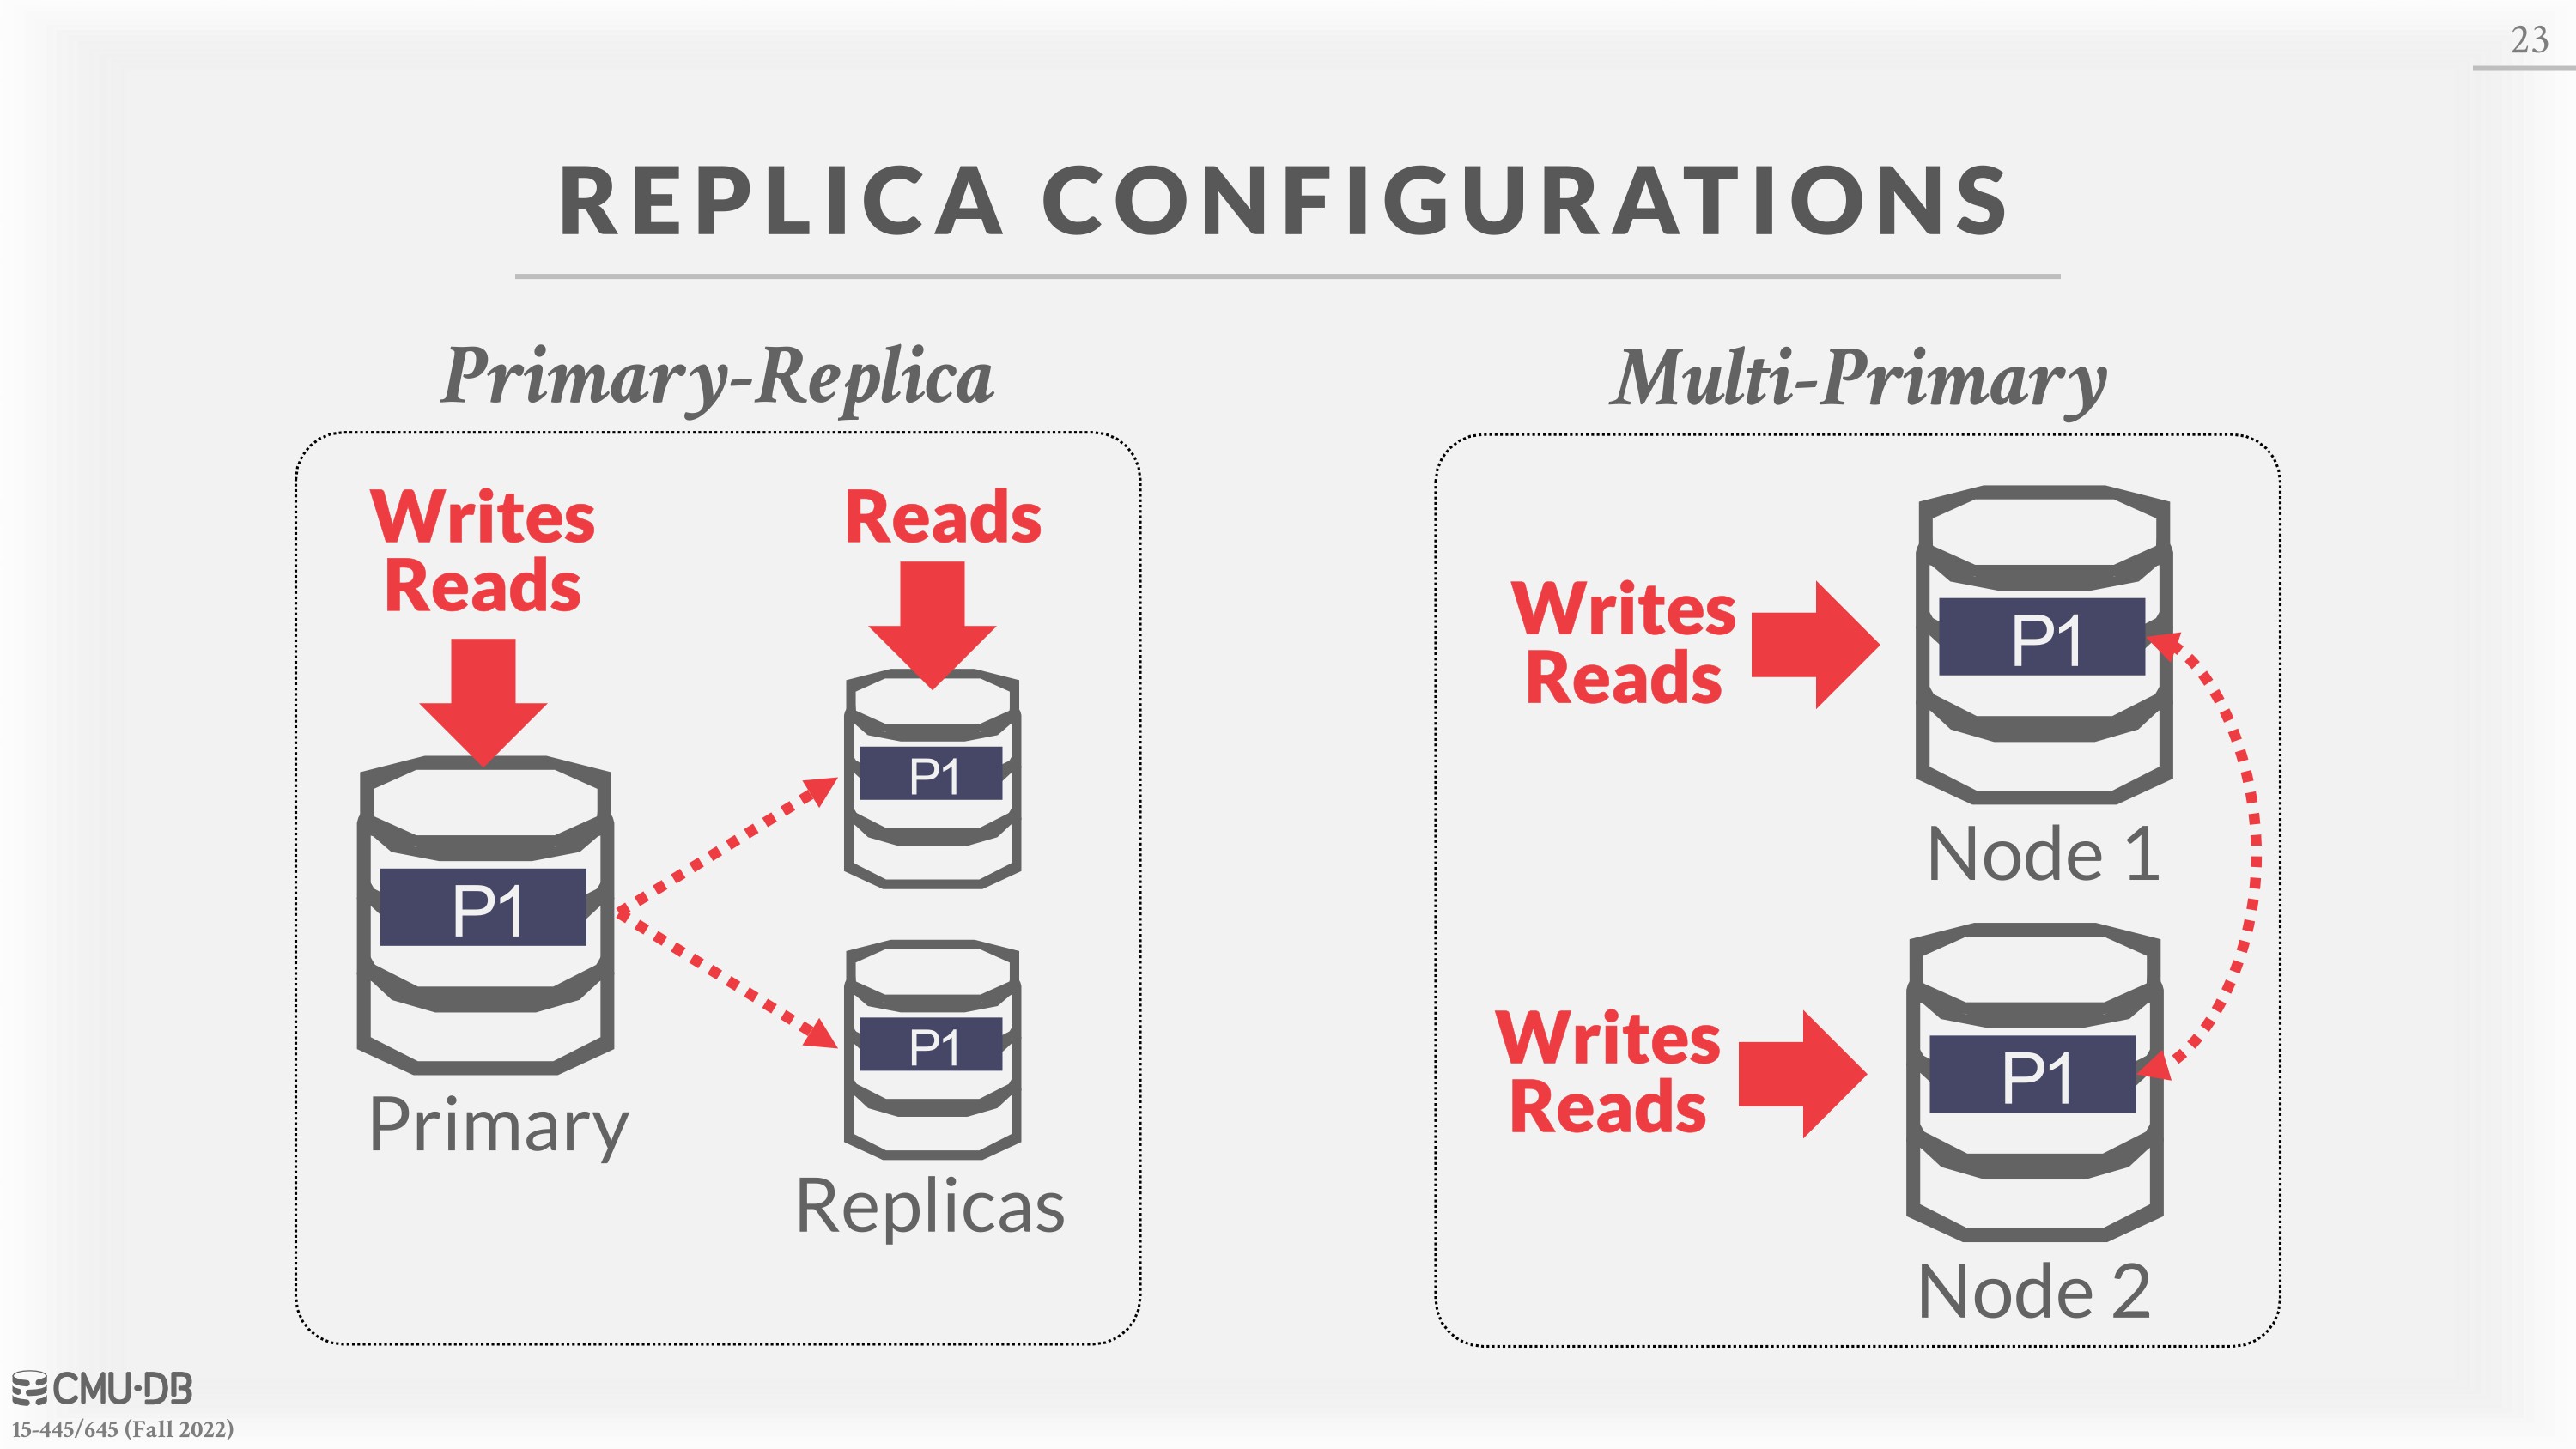 23
REPLICA CONFIGURATIONS
Primary-Replica
Writes
Reads
Reads
P1
P1
P1
Primary
Replicas
Multi-Primary
Writes
Reads
P1
Node 1
Writes
Reads
P1
Node 2
CMU·DB
15-445/645 (Fall 2022)